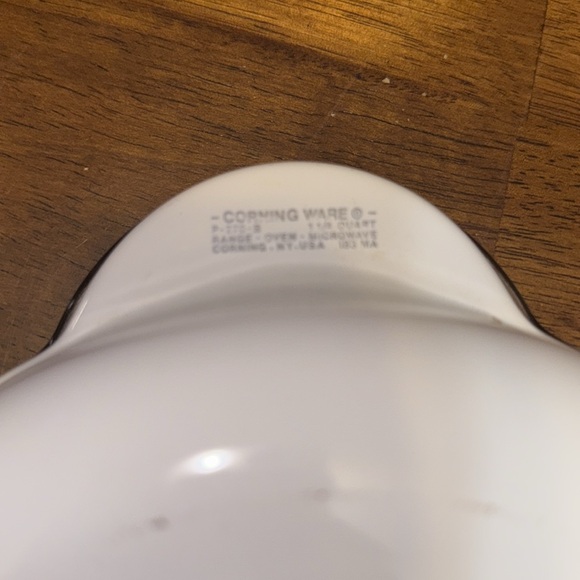 - CORNING WARE ® -
QUART
RANGE - OVEN - MICROWAVE
CORNING - NY - USA